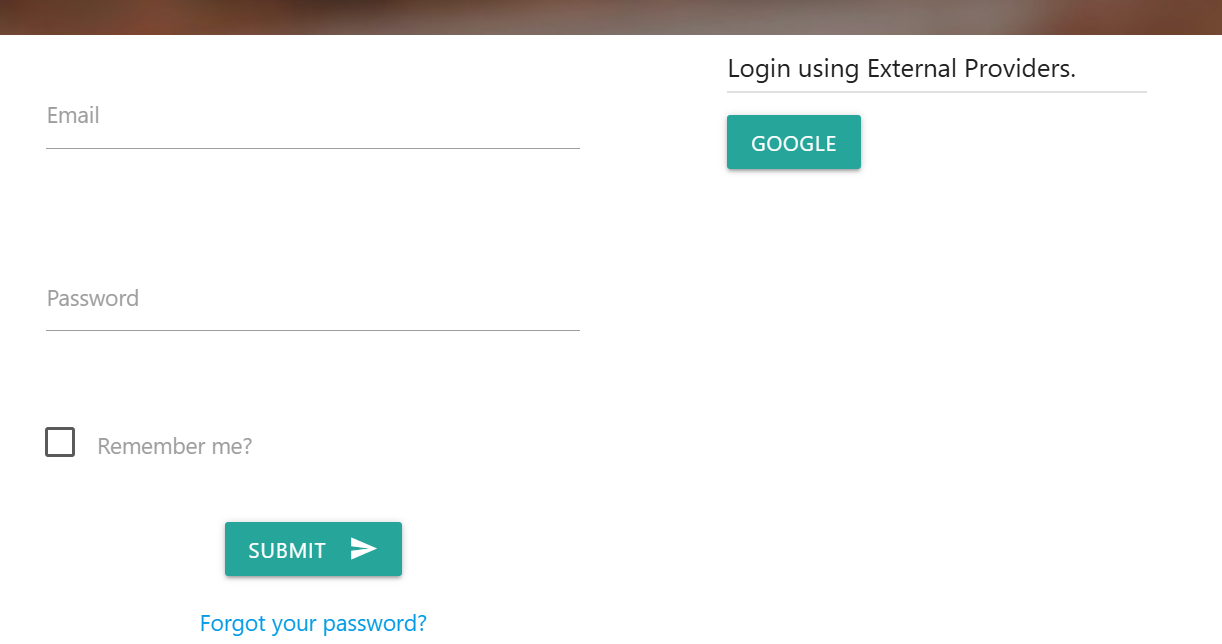 Email
Password
Remember me?
SUBMIT
Forgot your password?
Login using External Providers.
GOOGLE